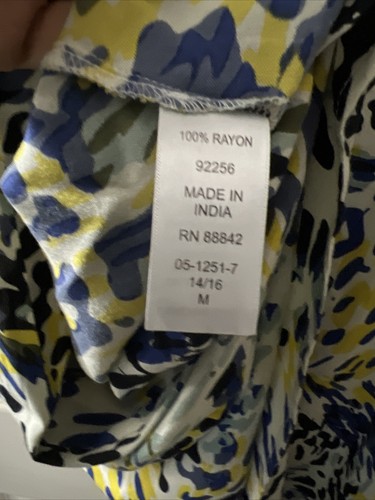 100% RAYON
92256
MADE IN
INDIA
RN 88842
05-1251-7
14/16
M